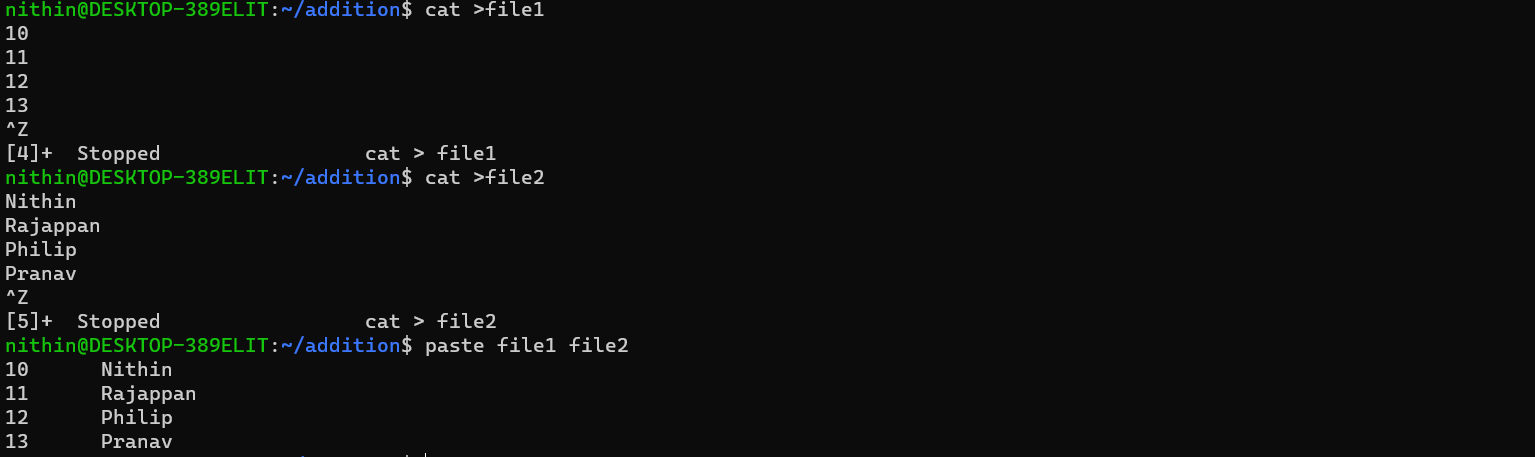 nithin@DESKTOP-389ELIT:~/addition$ cat >file1
10
11
12
13
^Z
[4]+  Stopped                 cat > file1
nithin@DESKTOP-389ELIT:~/addition$ cat >file2
Nithin
Rajappan
Philip
Pranav
^Z
[5]+  Stopped                 cat > file2
nithin@DESKTOP-389ELIT:~/addition$ paste file1 file2
10      Nithin
11      Rajappan
12      Philip
13      Pranav